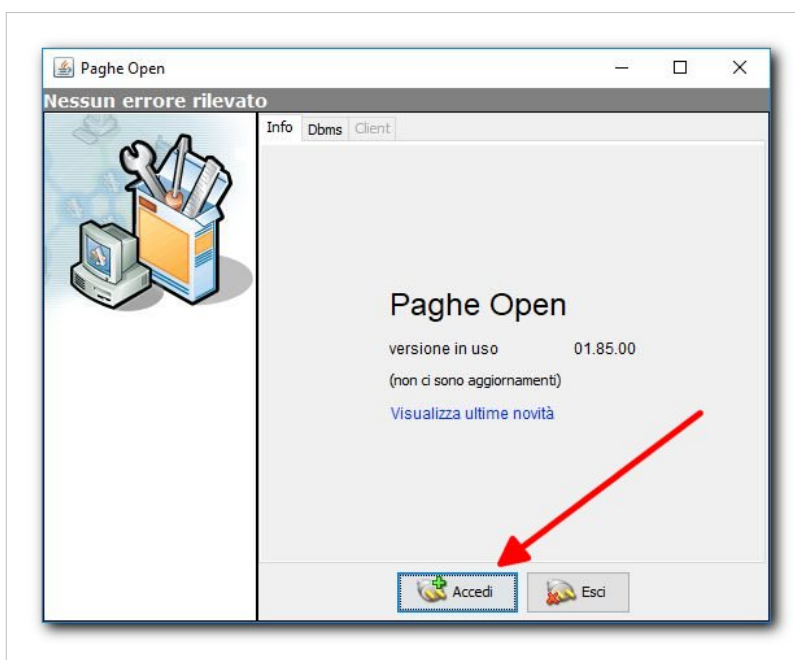 Paghe Open
Nessun errore rilevato
Info Dbms Client
Paghe Open
versione in uso 01.85.00
(non ci sono aggiornamenti)
Visualizza ultime novità
Accedi Esci